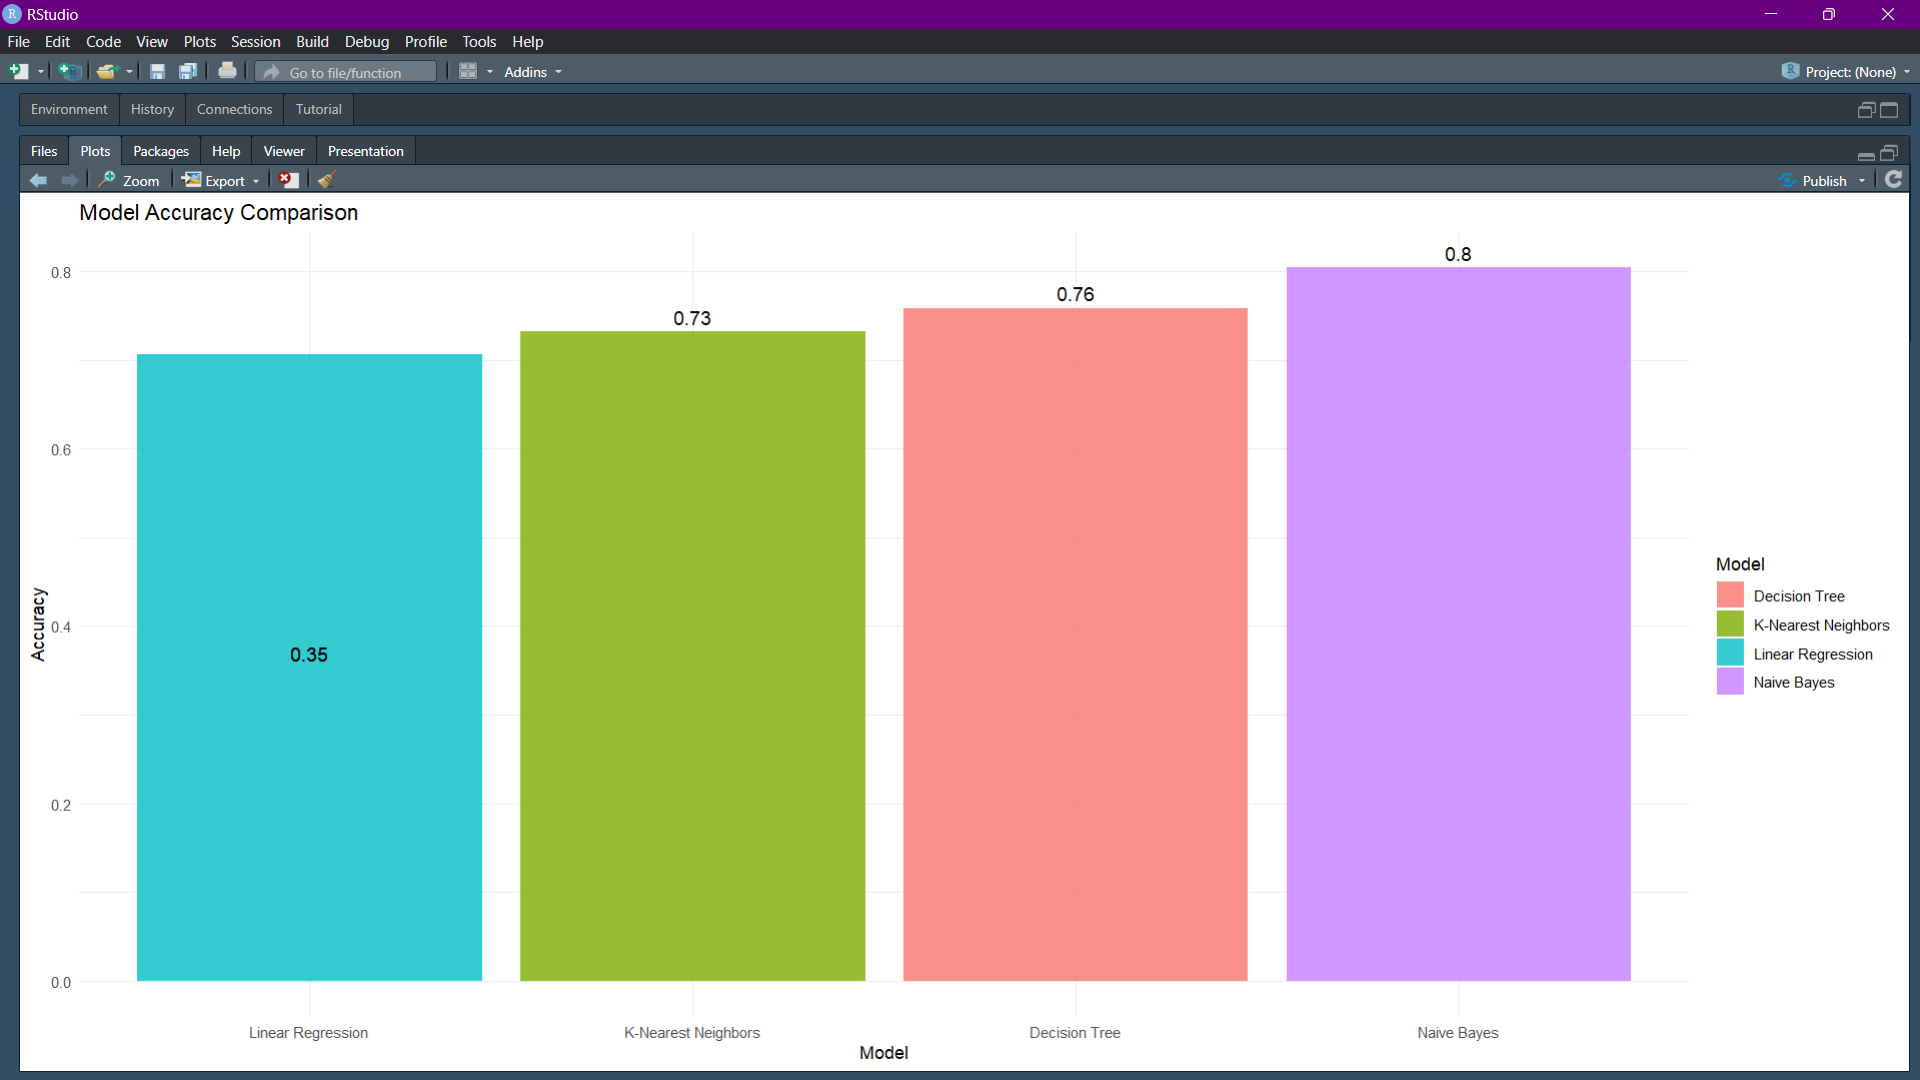 R RStudio
File Edit Code View Plots Session Build Debug Profile Tools Help
Go to file/function Addins R Project: (None)
Environment History Connections Tutorial
Files Plots Packages Help Viewer Presentation
Zoom Export Publish
Model Accuracy Comparison
0.8
0.76
0.73
0.35
0.8
0.6
0.4
0.2
0.0
Accuracy
Linear Regression K-Nearest Neighbors Decision Tree Naive Bayes
Model
Model
Decision Tree
K-Nearest Neighbors
Linear Regression
Naive Bayes